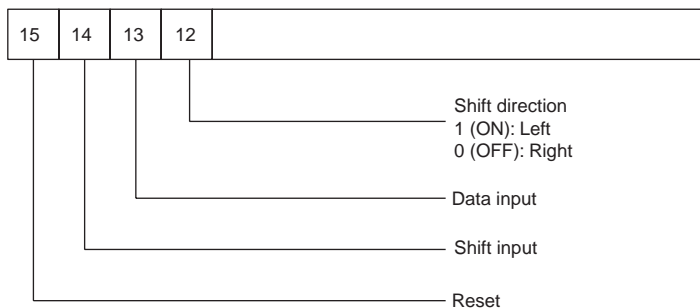 15 14 13 12
Shift direction
1 (ON): Left
0 (OFF): Right
Data input
Shift input
Reset